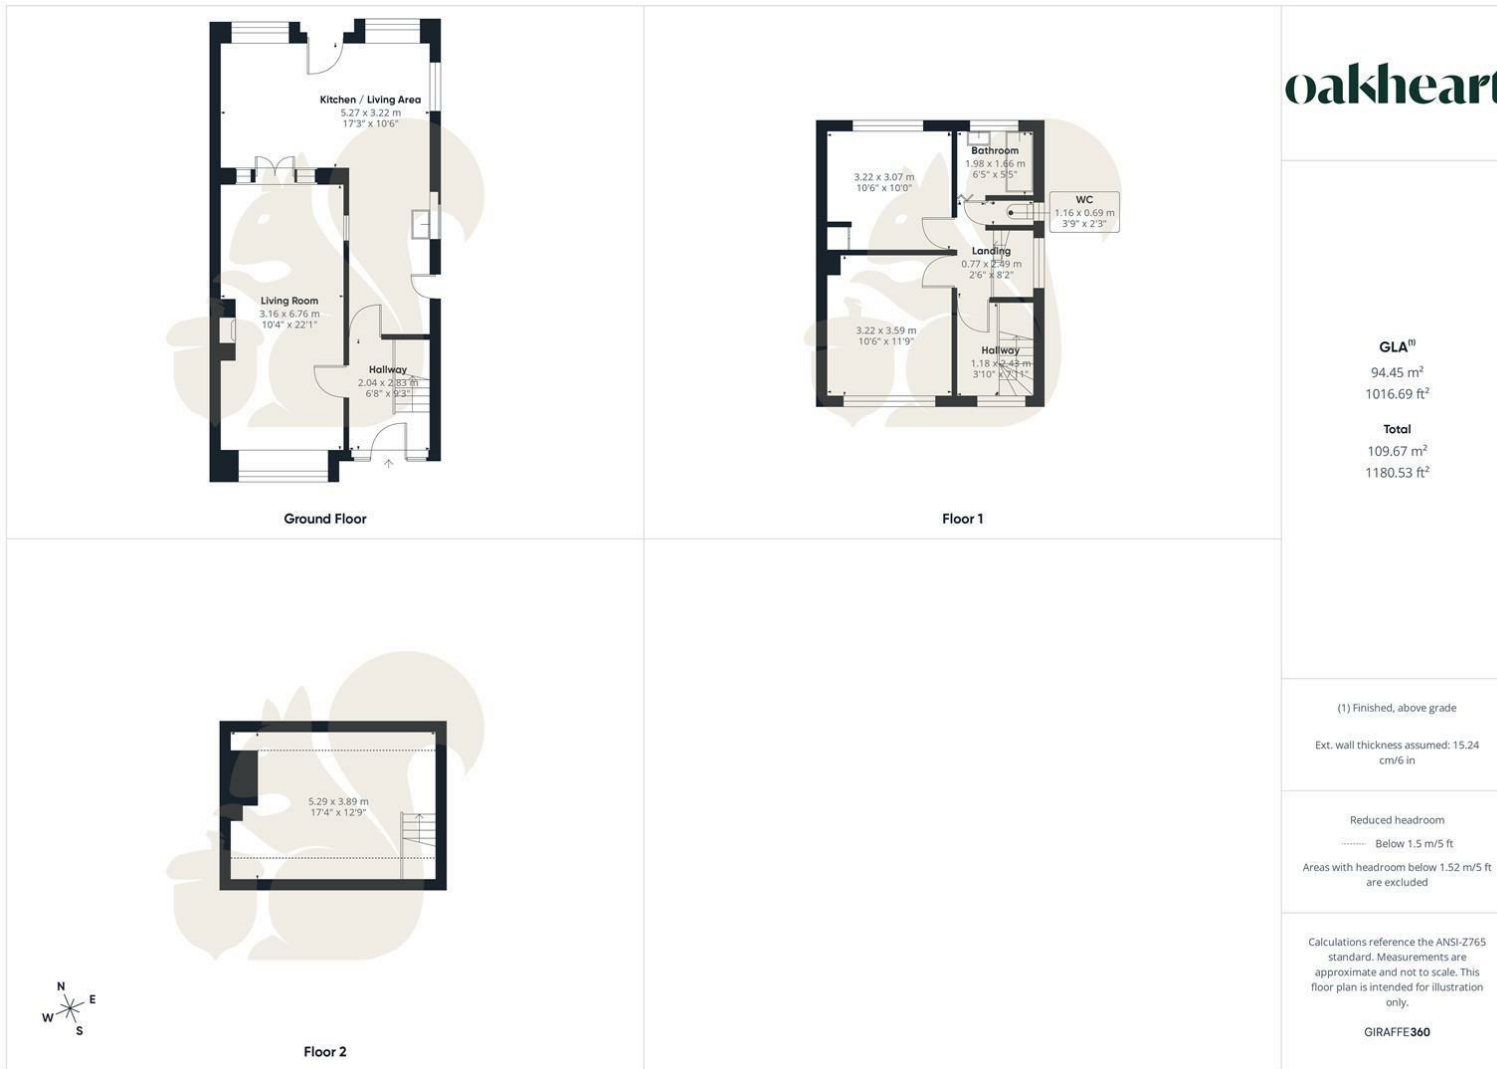 Kitchen / Living Area
5.27 x 3.22 m
17'3" x 10'6"
Living Room
3.16 x 6.76 m
10'4" x 22'1"
Hallway
2.04 x 2.83 m
6'8" x 9'3"
Ground Floor
Bathroom
1.98 x 1.66 m
6'5" x 5'5"
3.22 x 3.07 m
10'6" x 10'0"
WC
1.16 x 0.69 m
3'9" x 2'3"
Landing
0.77 x 2.49 m
2'6" x 8'2"
3.22 x 3.59 m
10'6" x 11'9"
Hallway
1.18 x 2.43 m
3'10" x 7'11"
Floor 1
5.29 x 3.89 m
17'4" x 12'9"
N
E
W
S
Floor 2
oakheart
GLA(1)
94.45 m²
1016.69 ft²
Total
109.67 m²
1180.53 ft²
(1) Finished, above grade
Ext. wall thickness assumed: 15.24
cm/6 in
Reduced headroom
Below 1.5 m/5 ft
Areas with headroom below 1.52 m/5 ft
are excluded
Calculations reference the ANSI-Z765
standard. Measurements are
approximate and not to scale. This
floor plan is intended for illustration
only.
GIRAFFE360